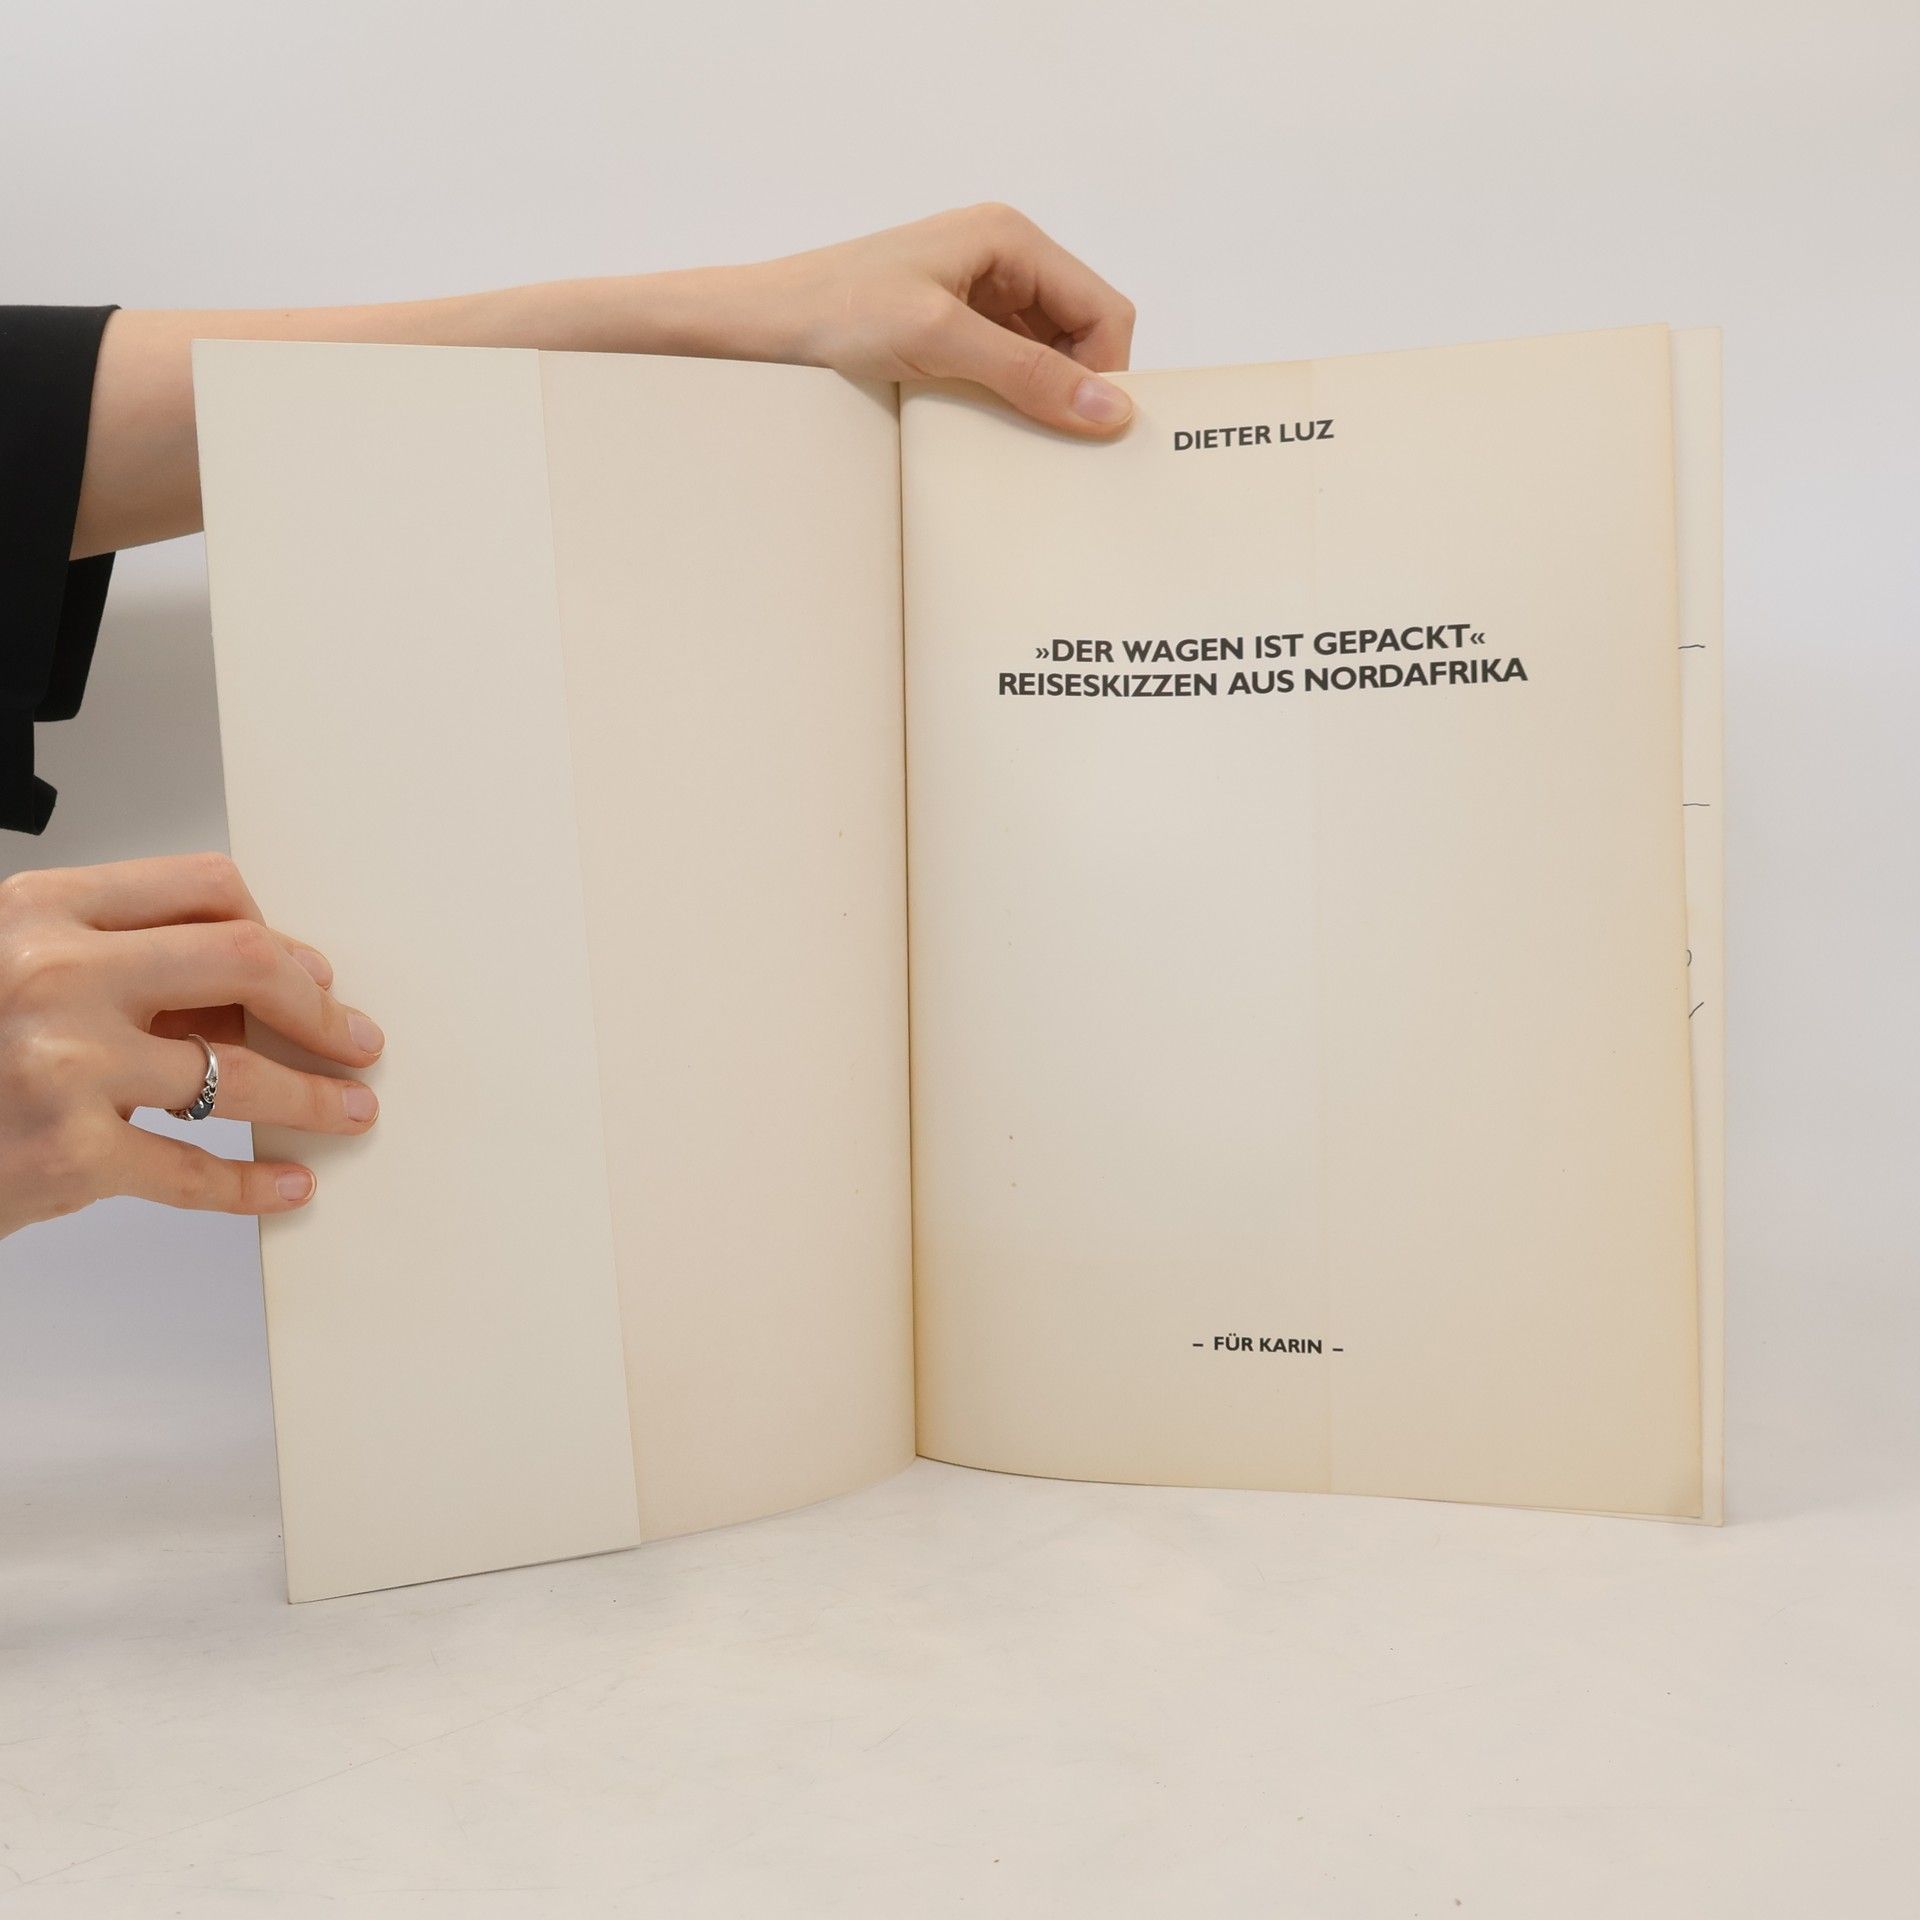 DIETER LUZ
»DER WAGEN IST GEPACKT«
REISESKIZZEN AUS NORDAFRIKA
– FÜR KARIN –